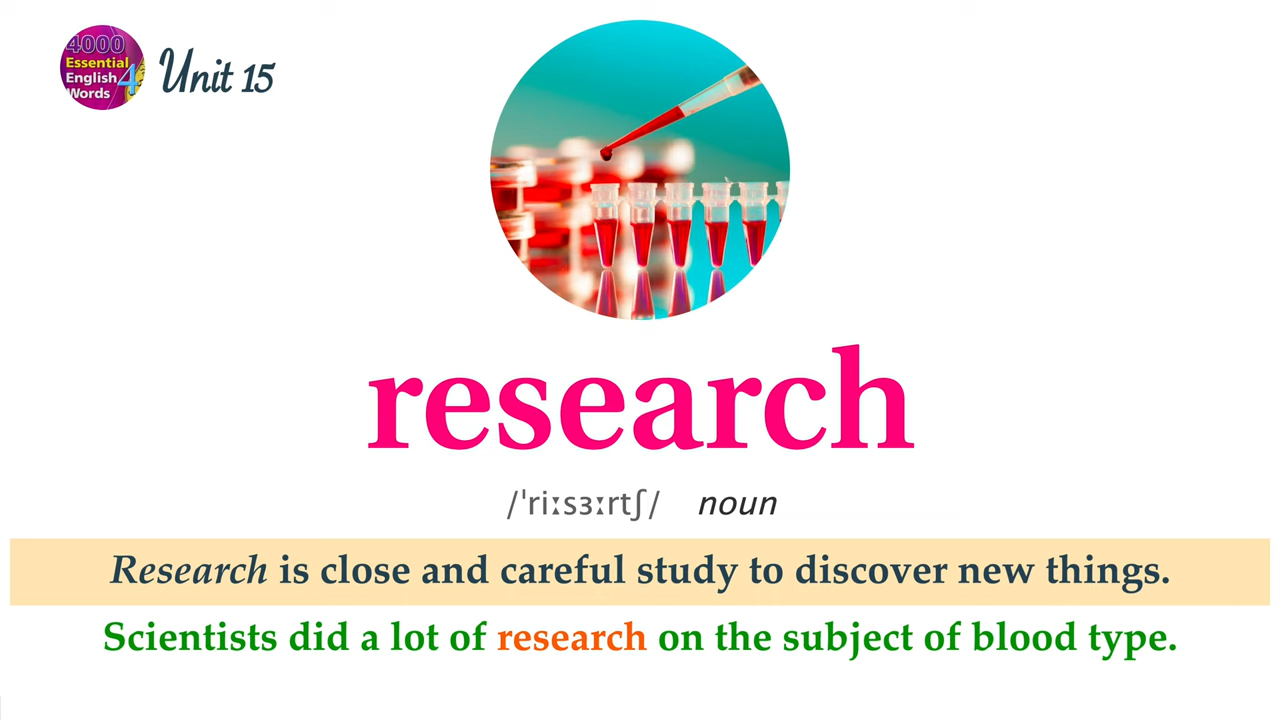 4000
Essential
English
Words
4
Unit 15
research
/ˈriːsɜːrtʃ/ noun
Research is close and careful study to discover new things.
Scientists did a lot of research on the subject of blood type.